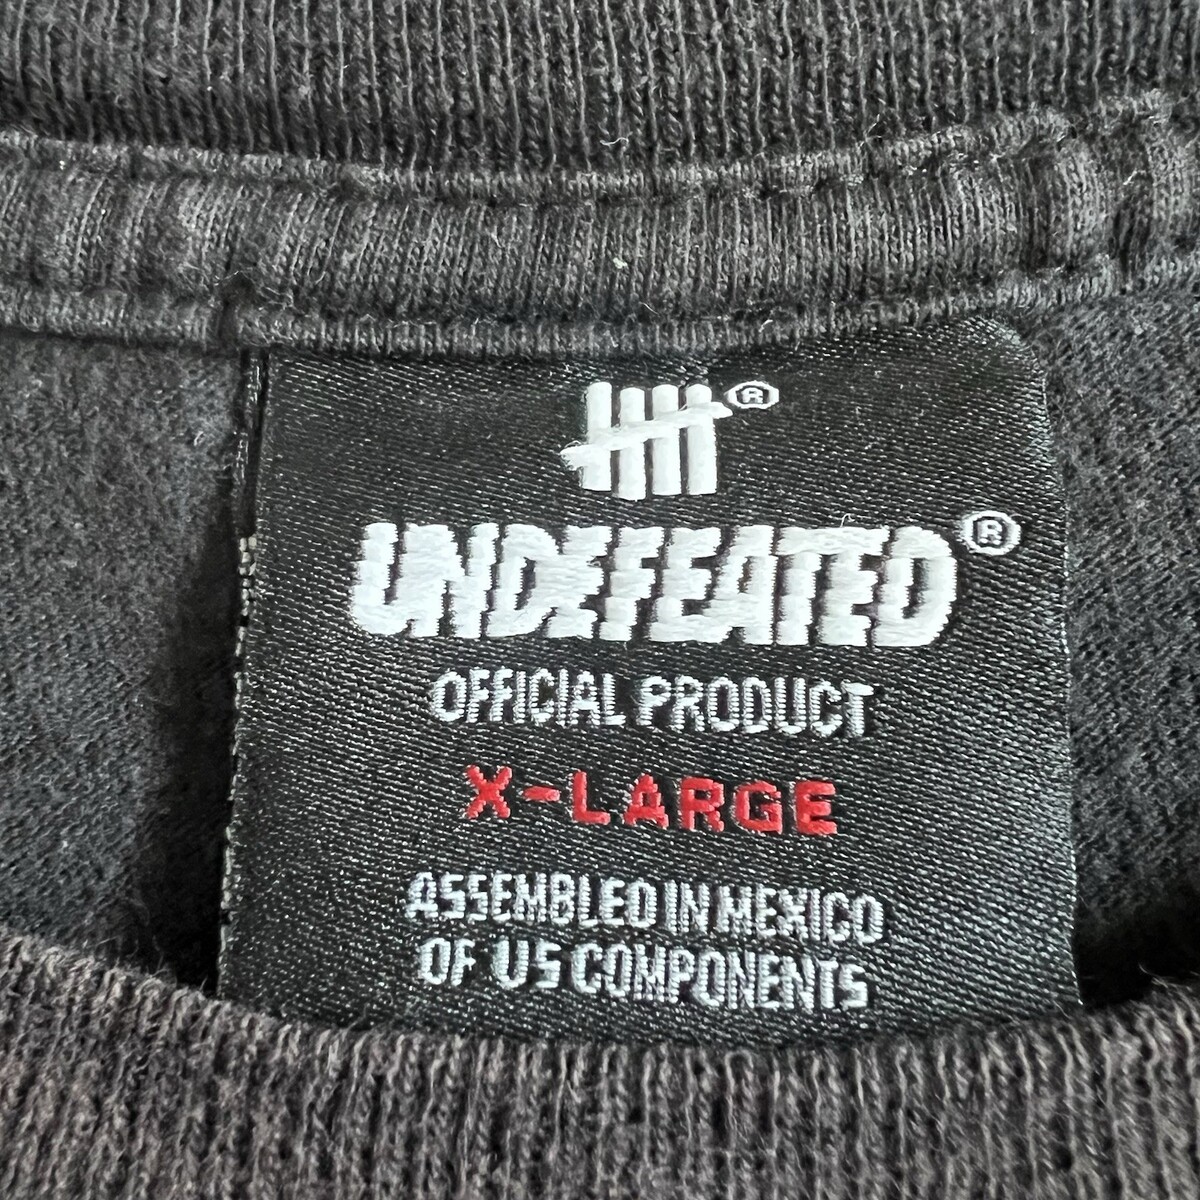 ®
UNDEFEATED®
OFFICIAL PRODUCT
X-LARGE
ASSEMBLED IN MEXICO
OF US COMPONENTS